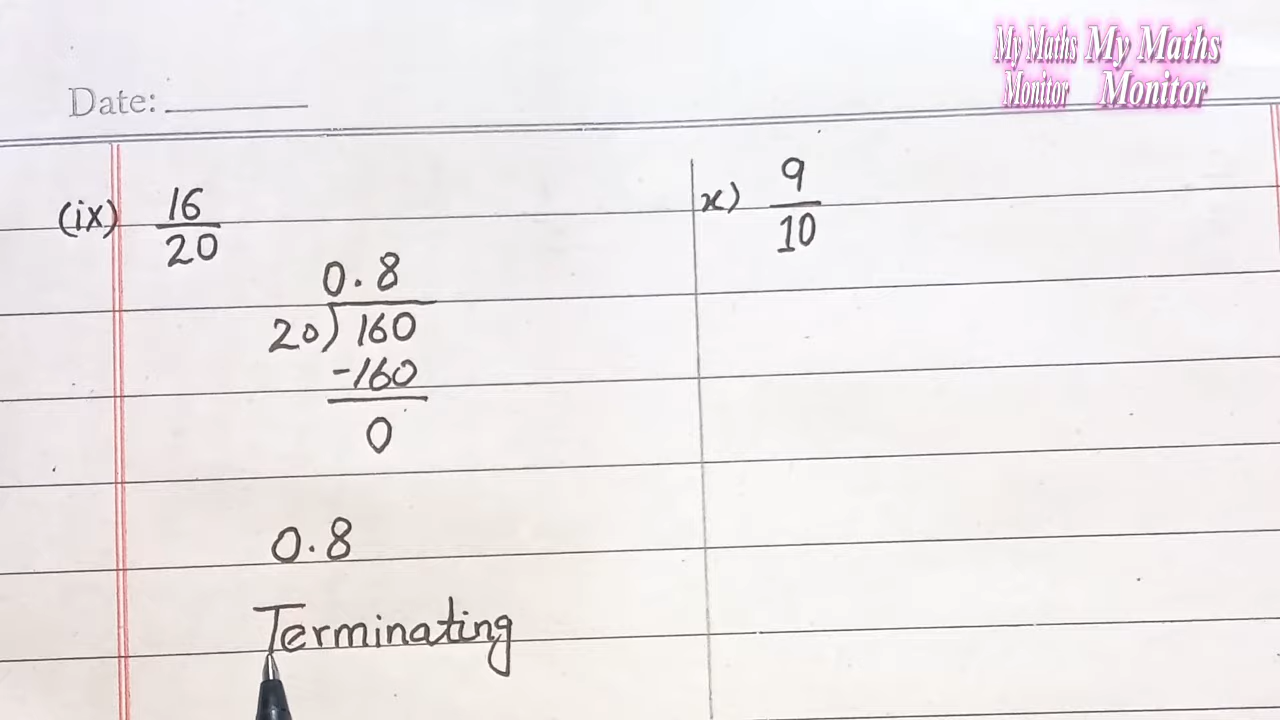 My Maths My Maths
Monitor Monitor
Date:
(ix) 16/20
0.8
20) 160
-160
0
0.8
Terminating
x) 9/10